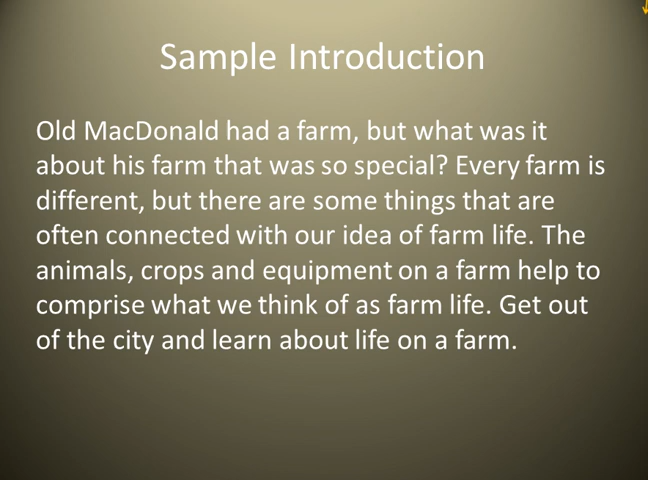 Sample Introduction
Old MacDonald had a farm, but what was it
about his farm that was so special? Every farm is
different, but there are some things that are
often connected with our idea of farm life. The
animals, crops and equipment on a farm help to
comprise what we think of as farm life. Get out
of the city and learn about life on a farm.